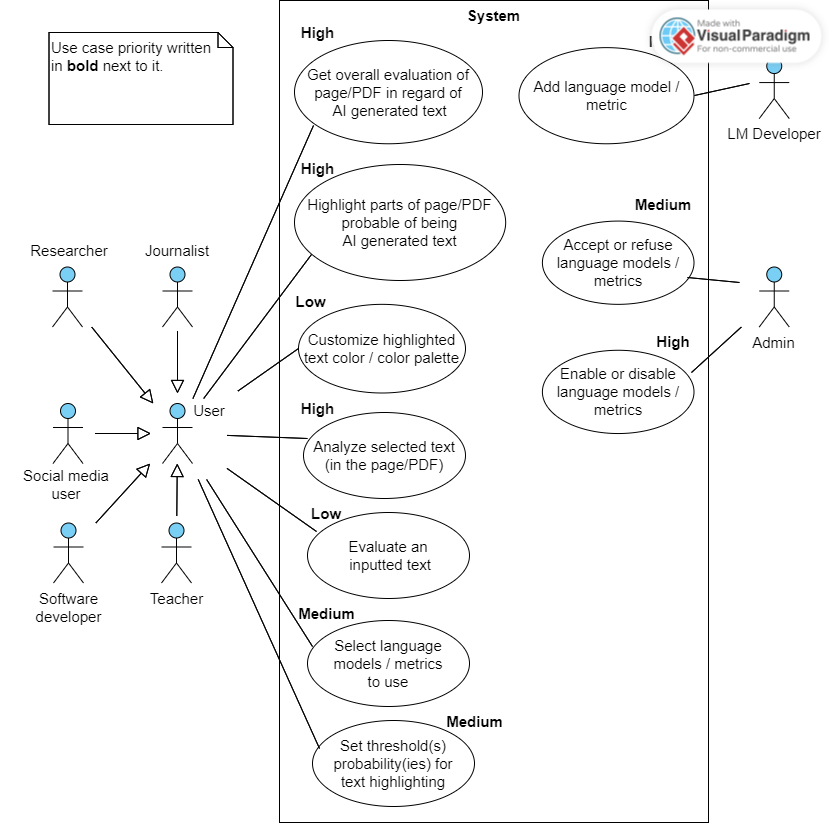 System
Made with
VisualParadigm
For non-commercial use
Use case priority written
in bold next to it.
High
Get overall evaluation of
page/PDF in regard of
AI generated text
Add language model /
metric
LM Developer
High
Highlight parts of page/PDF
probable of being
AI generated text
Medium
Accept or refuse
language models /
metrics
Admin
Researcher
Journalist
Low
Customize highlighted
text color / color palette
High
Enable or disable
language models /
metrics
User
High
Analyze selected text
(in the page/PDF)
Social media
user
Low
Evaluate an
inputted text
Software
developer
Teacher
Medium
Select language
models / metrics
to use
Medium
Set threshold(s)
probability(ies) for
text highlighting